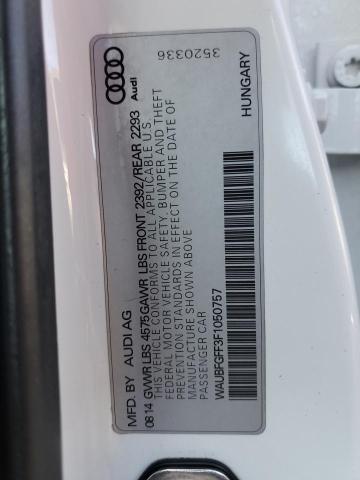 MFD. BY AUDI AG
08 14 GVWR LBS 4575 GAWR LBS FRONT 2392/REAR 2293
THIS VEHICLE CONFORMS TO ALL APPLICABLE U.S.
FEDERAL MOTOR VEHICLE SAFETY, BUMPER AND THEFT
PREVENTION STANDARDS IN EFFECT ON THE DATE OF
MANUFACTURE SHOWN ABOVE
PASSENGER CAR
WAUBFGFF3F1050757
HUNGARY
Audi
3520336